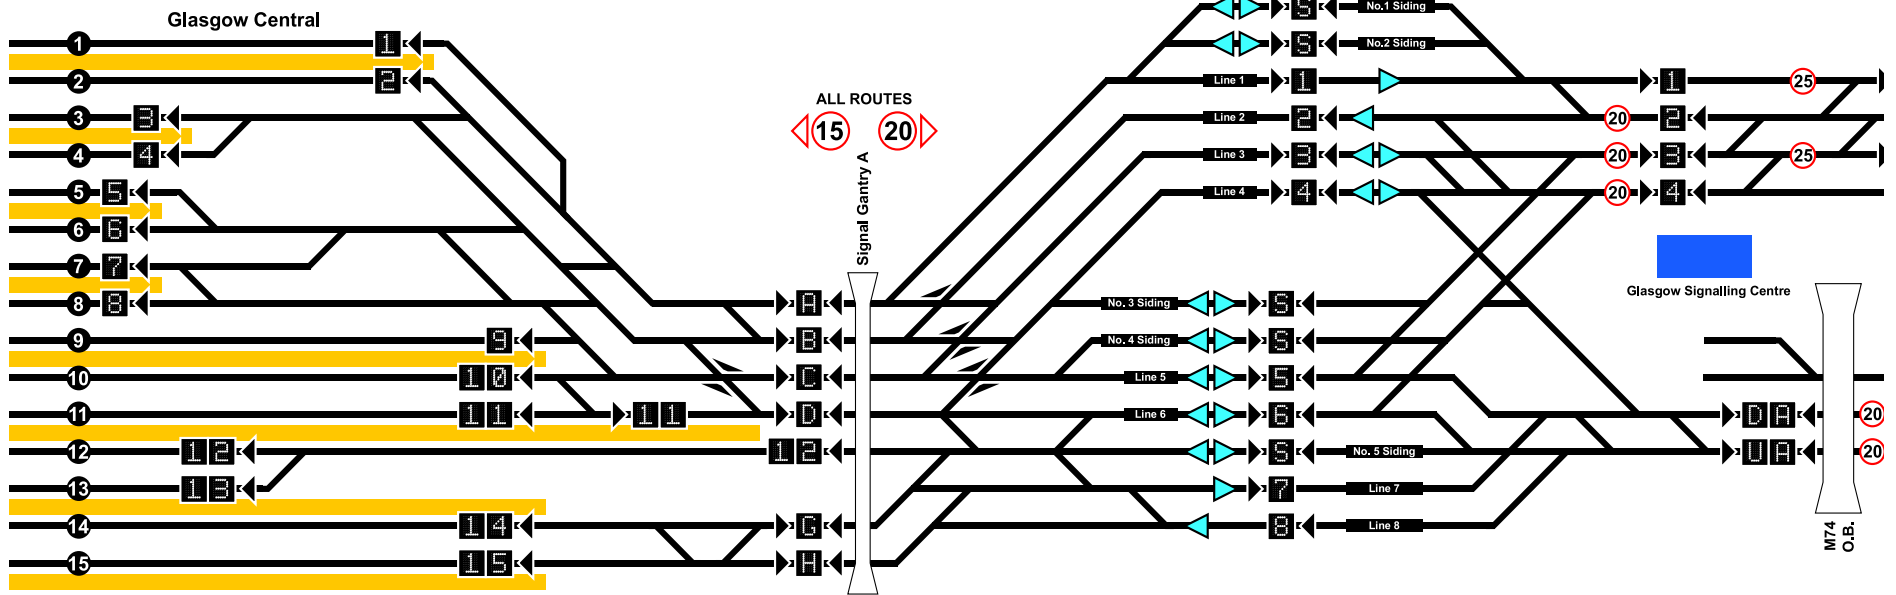 Glasgow Central
1 1
2 2
3 3
4 4
5 5
6 6
7 7
8 8
9 9
10 10
11 11 11
12 12 12
13 13
14 14
15 15
ALL ROUTES
15 20
Signal Gantry A
A
B
C
D
G
H
S No.1 Siding
S No.2 Siding
Line 1 1 1 25
Line 2 2 20 2
Line 3 3 20 3 25
Line 4 4 20 4
Glasgow Signalling Centre
No. 3 Siding S
No. 4 Siding S
Line 5 5
Line 6 6 DA 20
S No. 5 Siding UA 20
7 Line 7
8 Line 8
M74
O.B.